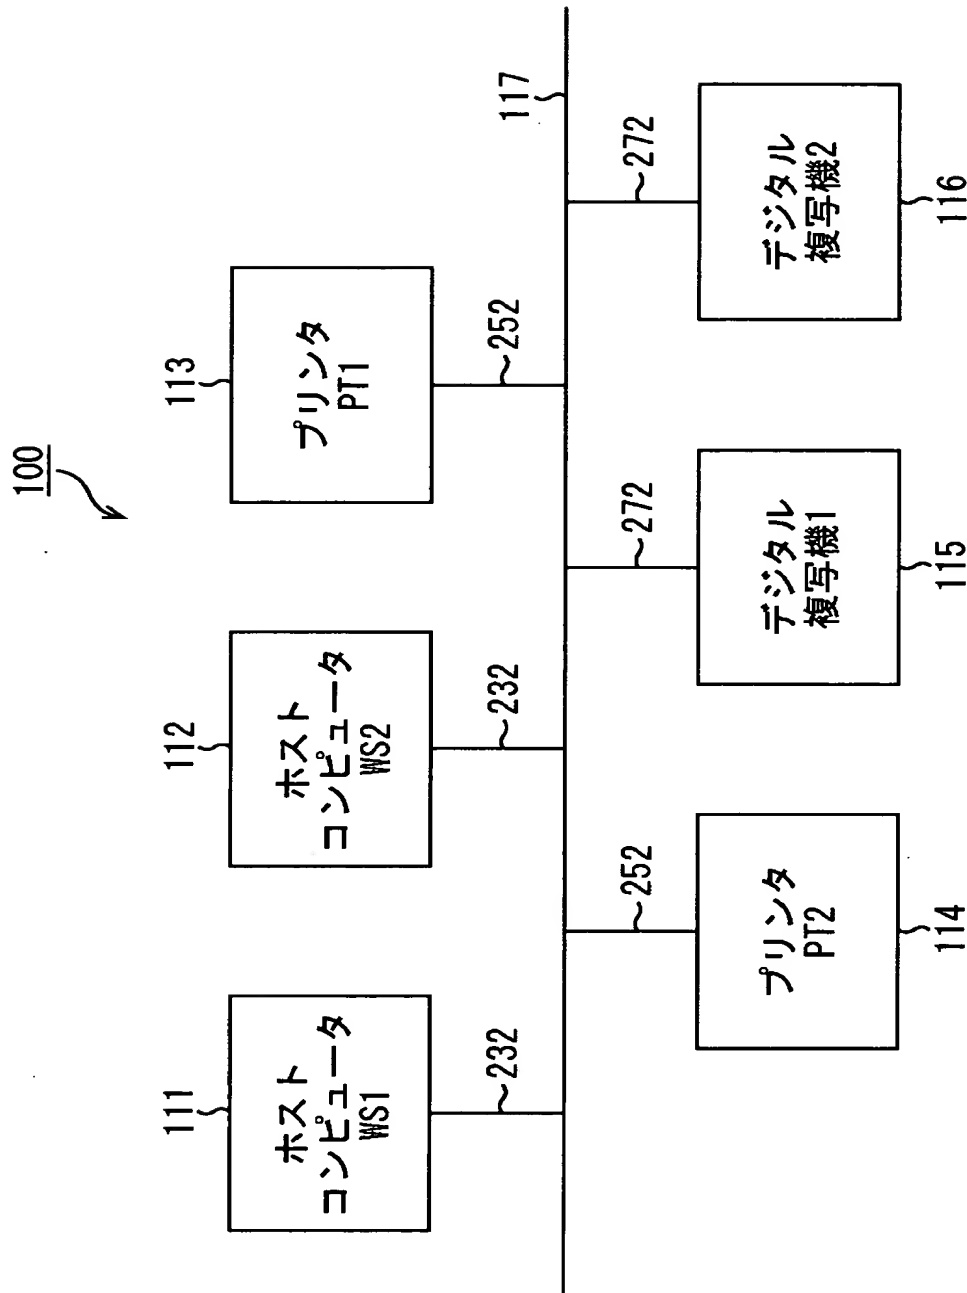 100
111
ホスト
コンピュータ
WS1
232
112
ホスト
コンピュータ
WS2
232
113
プリンタ
PT1
252
117
252
プリンタ
PT2
114
272
デジタル
複写機1
115
272
デジタル
複写機2
116